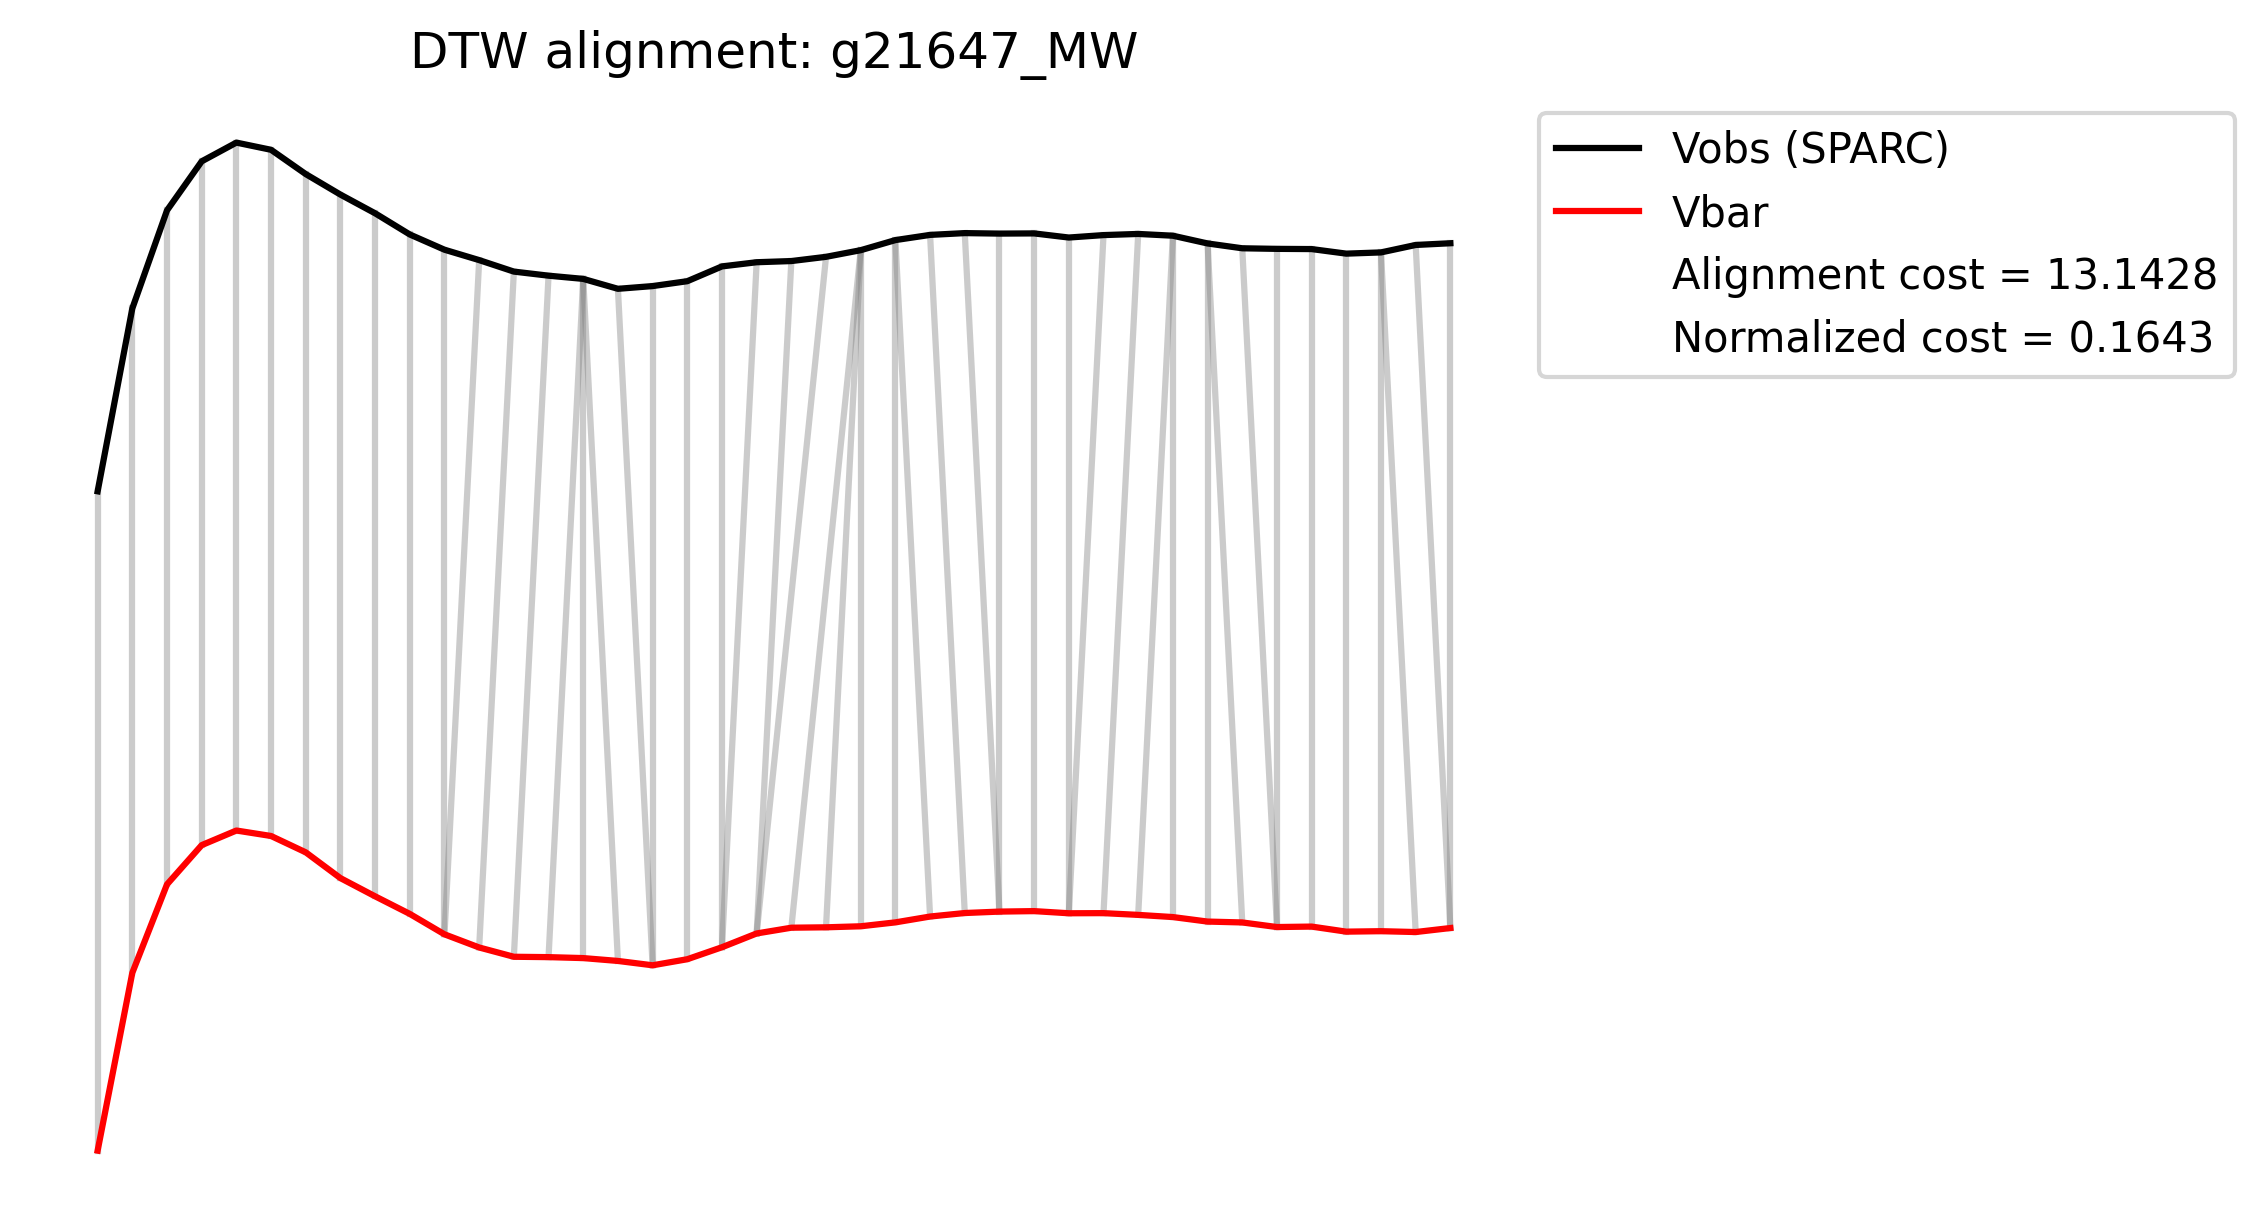 DTW alignment: g21647_MW
Vobs (SPARC)
Vbar
Alignment cost = 13.1428
Normalized cost = 0.1643